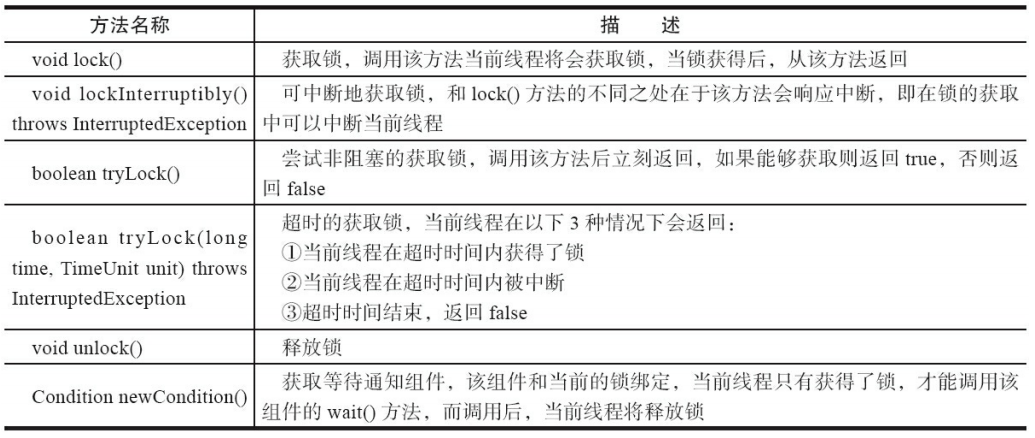 方法名称 描 述
void lock() 获取锁，调用该方法当前线程将会获取锁，当锁获得后，从该方法返回
void lockInterruptibly()
throws InterruptedException
可中断地获取锁，和 lock() 方法的不同之处在于该方法会响应中断，即在锁的获取
中可以中断当前线程
boolean tryLock()
尝试非阻塞的获取锁，调用该方法后立刻返回，如果能够获取则返回 true，否则返
回 false
boolean tryLock(long
time, TimeUnit unit) throws
InterruptedException
超时的获取锁，当前线程在以下 3 种情况下会返回：
①当前线程在超时时间内获得了锁
②当前线程在超时时间内被中断
③超时时间结束，返回 false
void unlock() 释放锁
Condition newCondition()
获取等待通知组件，该组件和当前的锁绑定，当前线程只有获得了锁，才能调用该
组件的 wait() 方法，而调用后，当前线程将释放锁